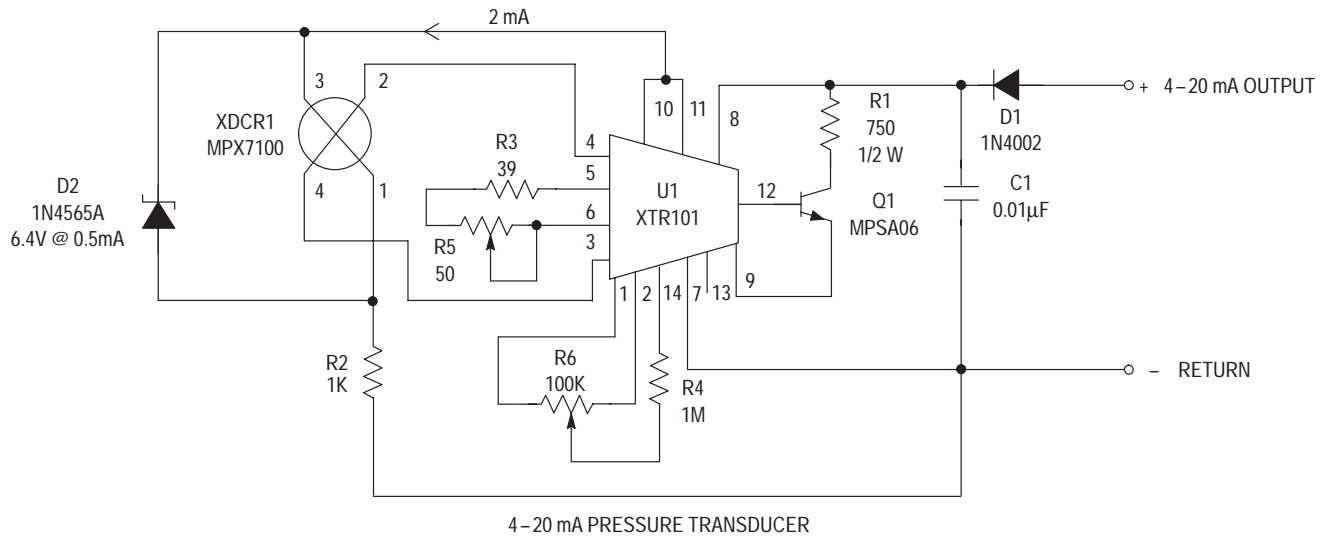 2 mA
3
2
XDCR1
MPX7100
4
1
D2
1N4565A
6.4V @ 0.5mA
R3
39
R5
50
10
11
8
4
5
6
3
U1
XTR101
12
R1
750
1/2 W
Q1
MPSA06
D1
1N4002
+ 4–20 mA OUTPUT
C1
0.01µF
1
2
14
7
13
9
R2
1K
R6
100K
R4
1M
– RETURN
4–20 mA PRESSURE TRANSDUCER